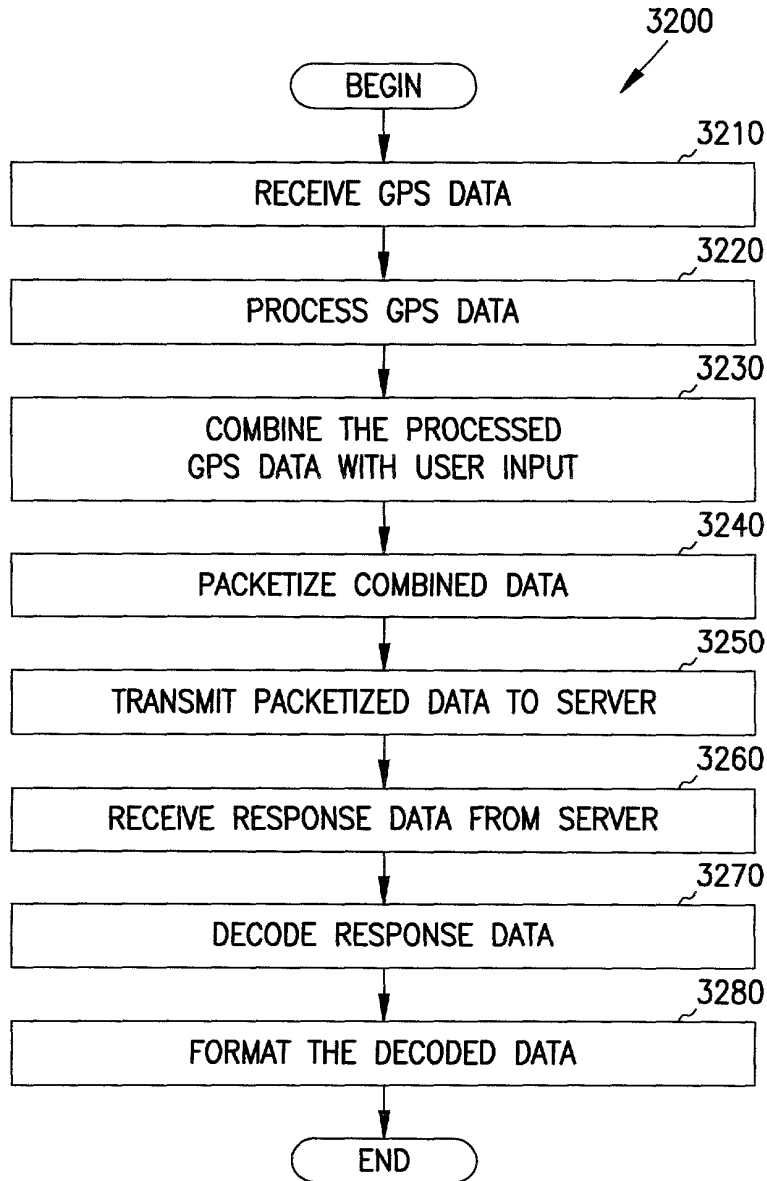 3200
BEGIN
3210
RECEIVE GPS DATA
3220
PROCESS GPS DATA
3230
COMBINE THE PROCESSED
GPS DATA WITH USER INPUT
3240
PACKETIZE COMBINED DATA
3250
TRANSMIT PACKETIZED DATA TO SERVER
3260
RECEIVE RESPONSE DATA FROM SERVER
3270
DECODE RESPONSE DATA
3280
FORMAT THE DECODED DATA
END